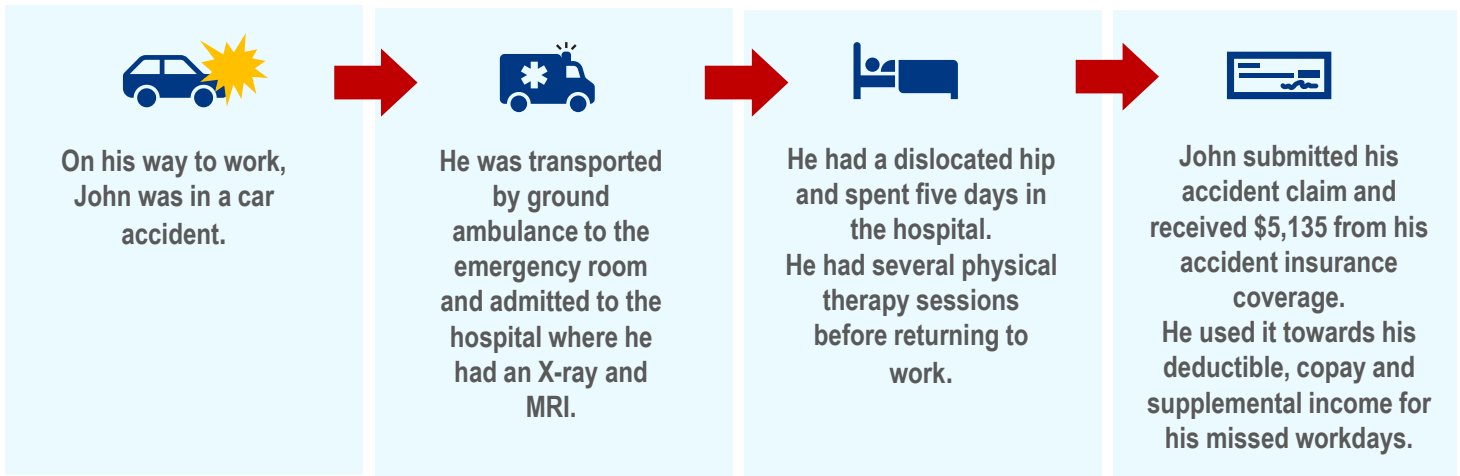 On his way to work,
John was in a car
accident.
He was transported
by ground
ambulance to the
emergency room
and admitted to the
hospital where he
had an X-ray and
MRI.
He had a dislocated hip
and spent five days in
the hospital.
He had several physical
therapy sessions
before returning to
work.
John submitted his
accident claim and
received $5,135 from his
accident insurance
coverage.
He used it towards his
deductible, copay and
supplemental income for
his missed workdays.